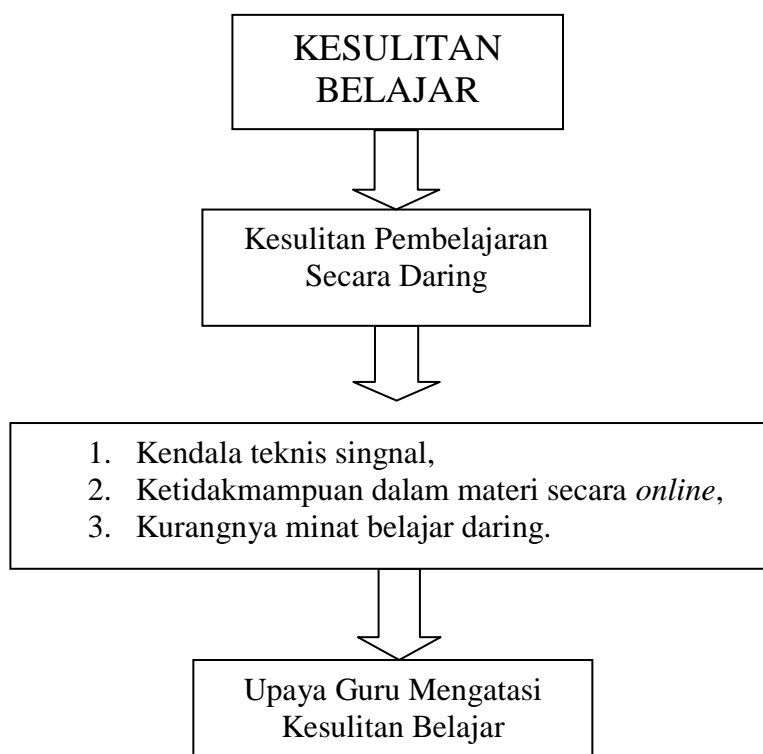 KESULITAN
BELAJAR
Kesulitan Pembelajaran
Secara Daring
1. Kendala teknis singnal,
2. Ketidakmampuan dalam materi secara online,
3. Kurangnya minat belajar daring.
Upaya Guru Mengatasi
Kesulitan Belajar